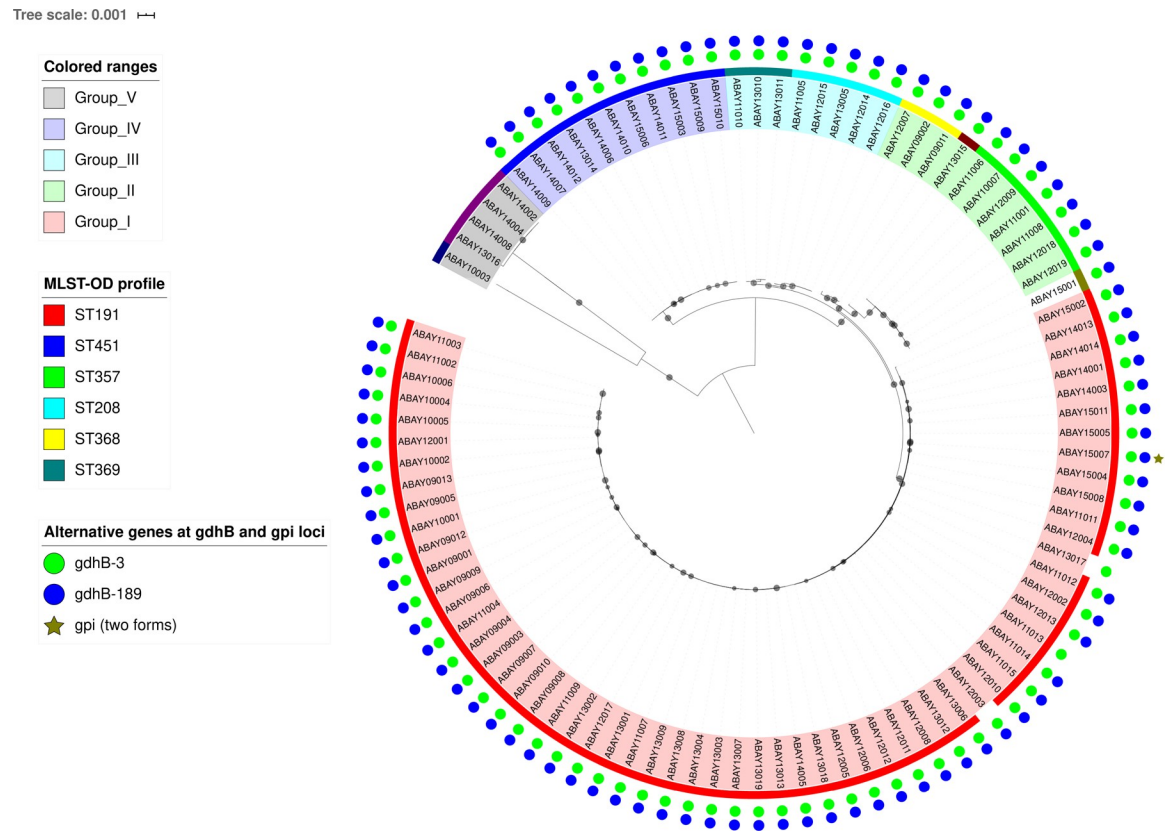 Tree scale: 0.001
Colored ranges
Group_V
Group_IV
Group_III
Group_II
Group_I
MLST-OD profile
ST191
ST451
ST357
ST208
ST368
ST369
Alternative genes at gdhB and gpi loci
gdhB-3
gdhB-189
gpi (two forms)
ABAY10003
ABAY13016
ABAY14008
ABAY14004
ABAY14002
ABAY14009
ABAY14007
ABAY14012
ABAY13014
ABAY14006
ABAY14010
ABAY15006
ABAY14011
ABAY15003
ABAY15009
ABAY15010
ABAY11010
ABAY13010
ABAY13011
ABAY11005
ABAY12015
ABAY13005
ABAY12014
ABAY12016
ABAY12007
ABAY09002
ABAY09011
ABAY13015
ABAY11006
ABAY10007
ABAY12009
ABAY11001
ABAY11008
ABAY12018
ABAY12019
ABAY15001
ABAY15002
ABAY14013
ABAY14014
ABAY14001
ABAY14003
ABAY15011
ABAY15005
ABAY15007
ABAY15004
ABAY15008
ABAY11011
ABAY12004
ABAY13017
ABAY11012
ABAY12002
ABAY12013
ABAY11013
ABAY11014
ABAY11015
ABAY12010
ABAY12003
ABAY13006
ABAY13012
ABAY12008
ABAY12011
ABAY12012
ABAY12006
ABAY12005
ABAY13018
ABAY14005
ABAY13013
ABAY13019
ABAY13007
ABAY13003
ABAY13004
ABAY13008
ABAY13009
ABAY11007
ABAY13001
ABAY12017
ABAY13002
ABAY11009
ABAY09008
ABAY09010
ABAY09007
ABAY09003
ABAY09004
ABAY11004
ABAY09006
ABAY09009
ABAY09001
ABAY09012
ABAY10001
ABAY09005
ABAY09013
ABAY10002
ABAY12001
ABAY10005
ABAY10004
ABAY10006
ABAY11002
ABAY11003